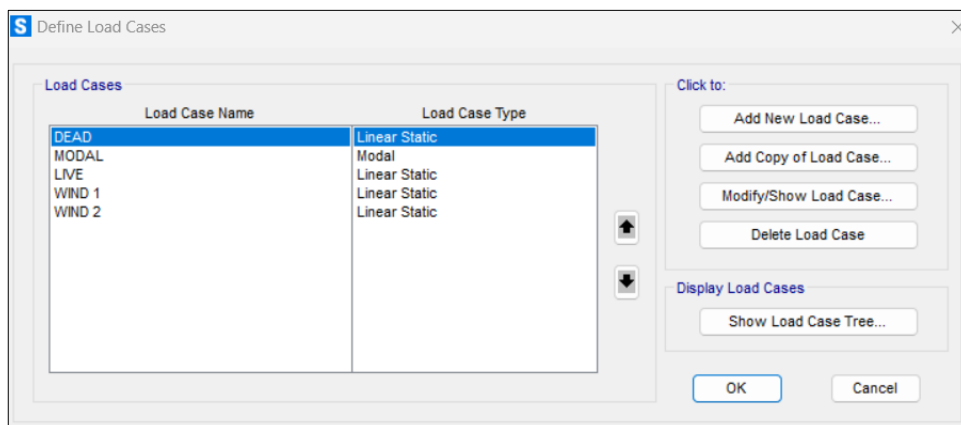 S Define Load Cases
Load Cases
Load Case Name Load Case Type
DEAD Linear Static
MODAL Modal
LIVE Linear Static
WIND 1 Linear Static
WIND 2 Linear Static
Click to:
Add New Load Case...
Add Copy of Load Case...
Modify/Show Load Case...
Delete Load Case
Display Load Cases
Show Load Case Tree...
OK Cancel